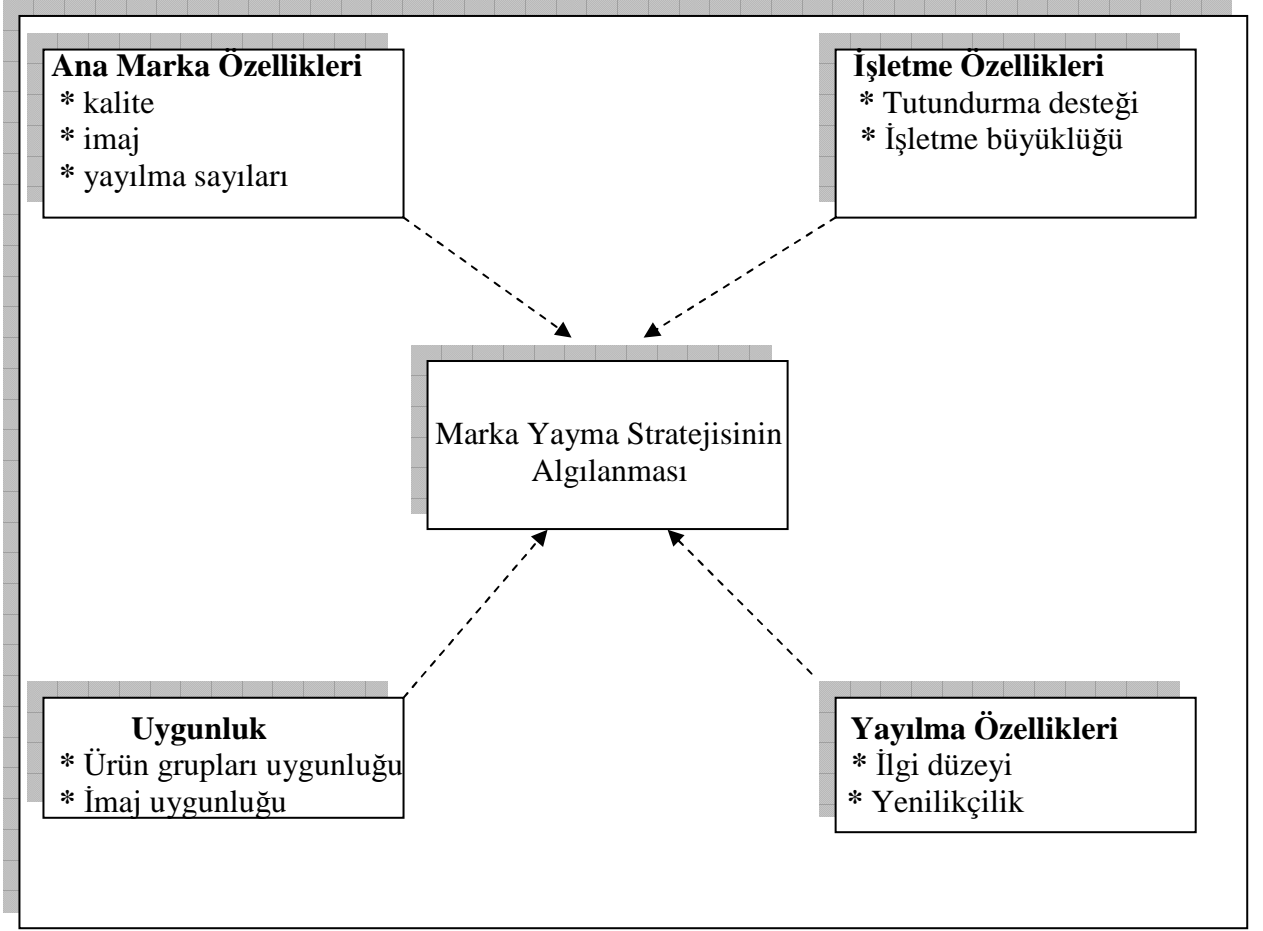 Ana Marka Özellikleri
* kalite
* imaj
* yayılma sayıları
İşletme Özellikleri
* Tutundurma desteği
* İşletme büyüklüğü
Marka Yayma Stratejisinin
Algılanması
Uygunluk
* Ürün grupları uygunluğu
* İmaj uygunluğu
Yayılma Özellikleri
* İlgi düzeyi
* Yenilikçilik